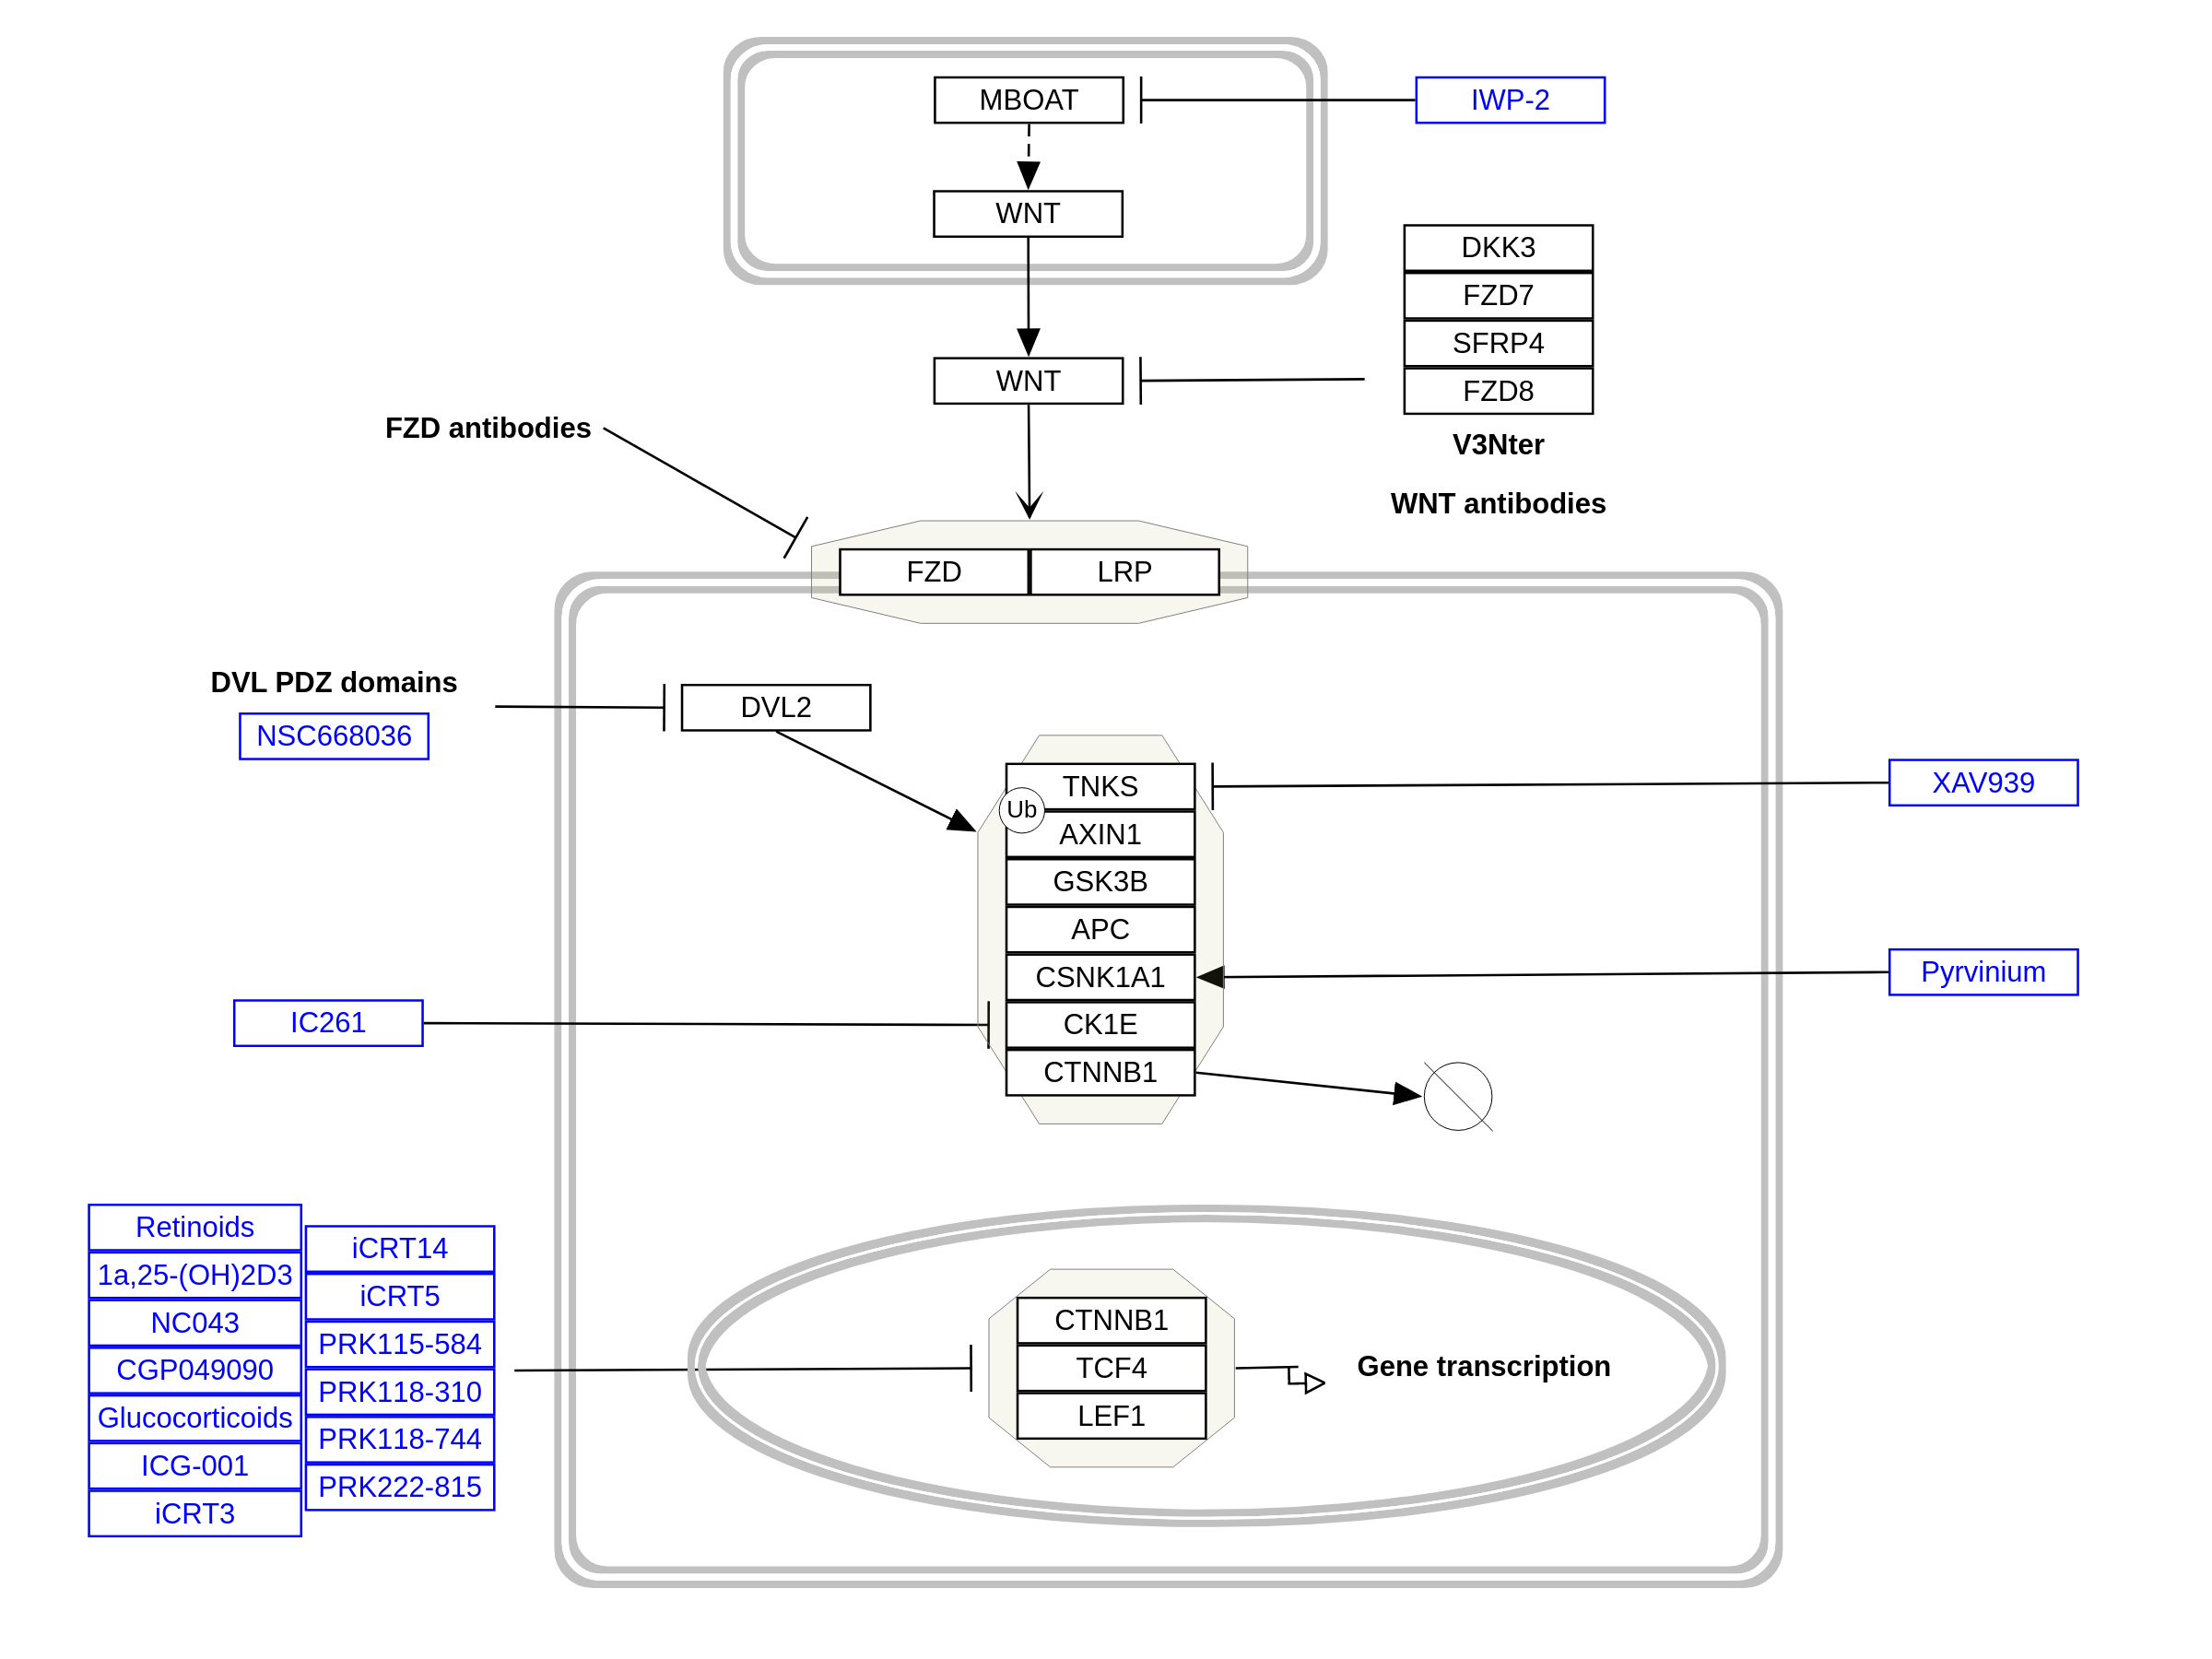 MBOAT
IWP-2
WNT
DKK3
FZD7
SFRP4
FZD8
WNT
V3Nter
FZD antibodies
WNT antibodies
FZD
LRP
DVL PDZ domains
NSC668036
DVL2
TNKS
Ub
AXIN1
GSK3B
APC
CSNK1A1
CK1E
CTNNB1
XAV939
Pyrvinium
IC261
Retinoids
1a,25-(OH)2D3
NC043
CGP049090
Glucocorticoids
ICG-001
iCRT3
iCRT14
iCRT5
PRK115-584
PRK118-310
PRK118-744
PRK222-815
CTNNB1
TCF4
LEF1
Gene transcription